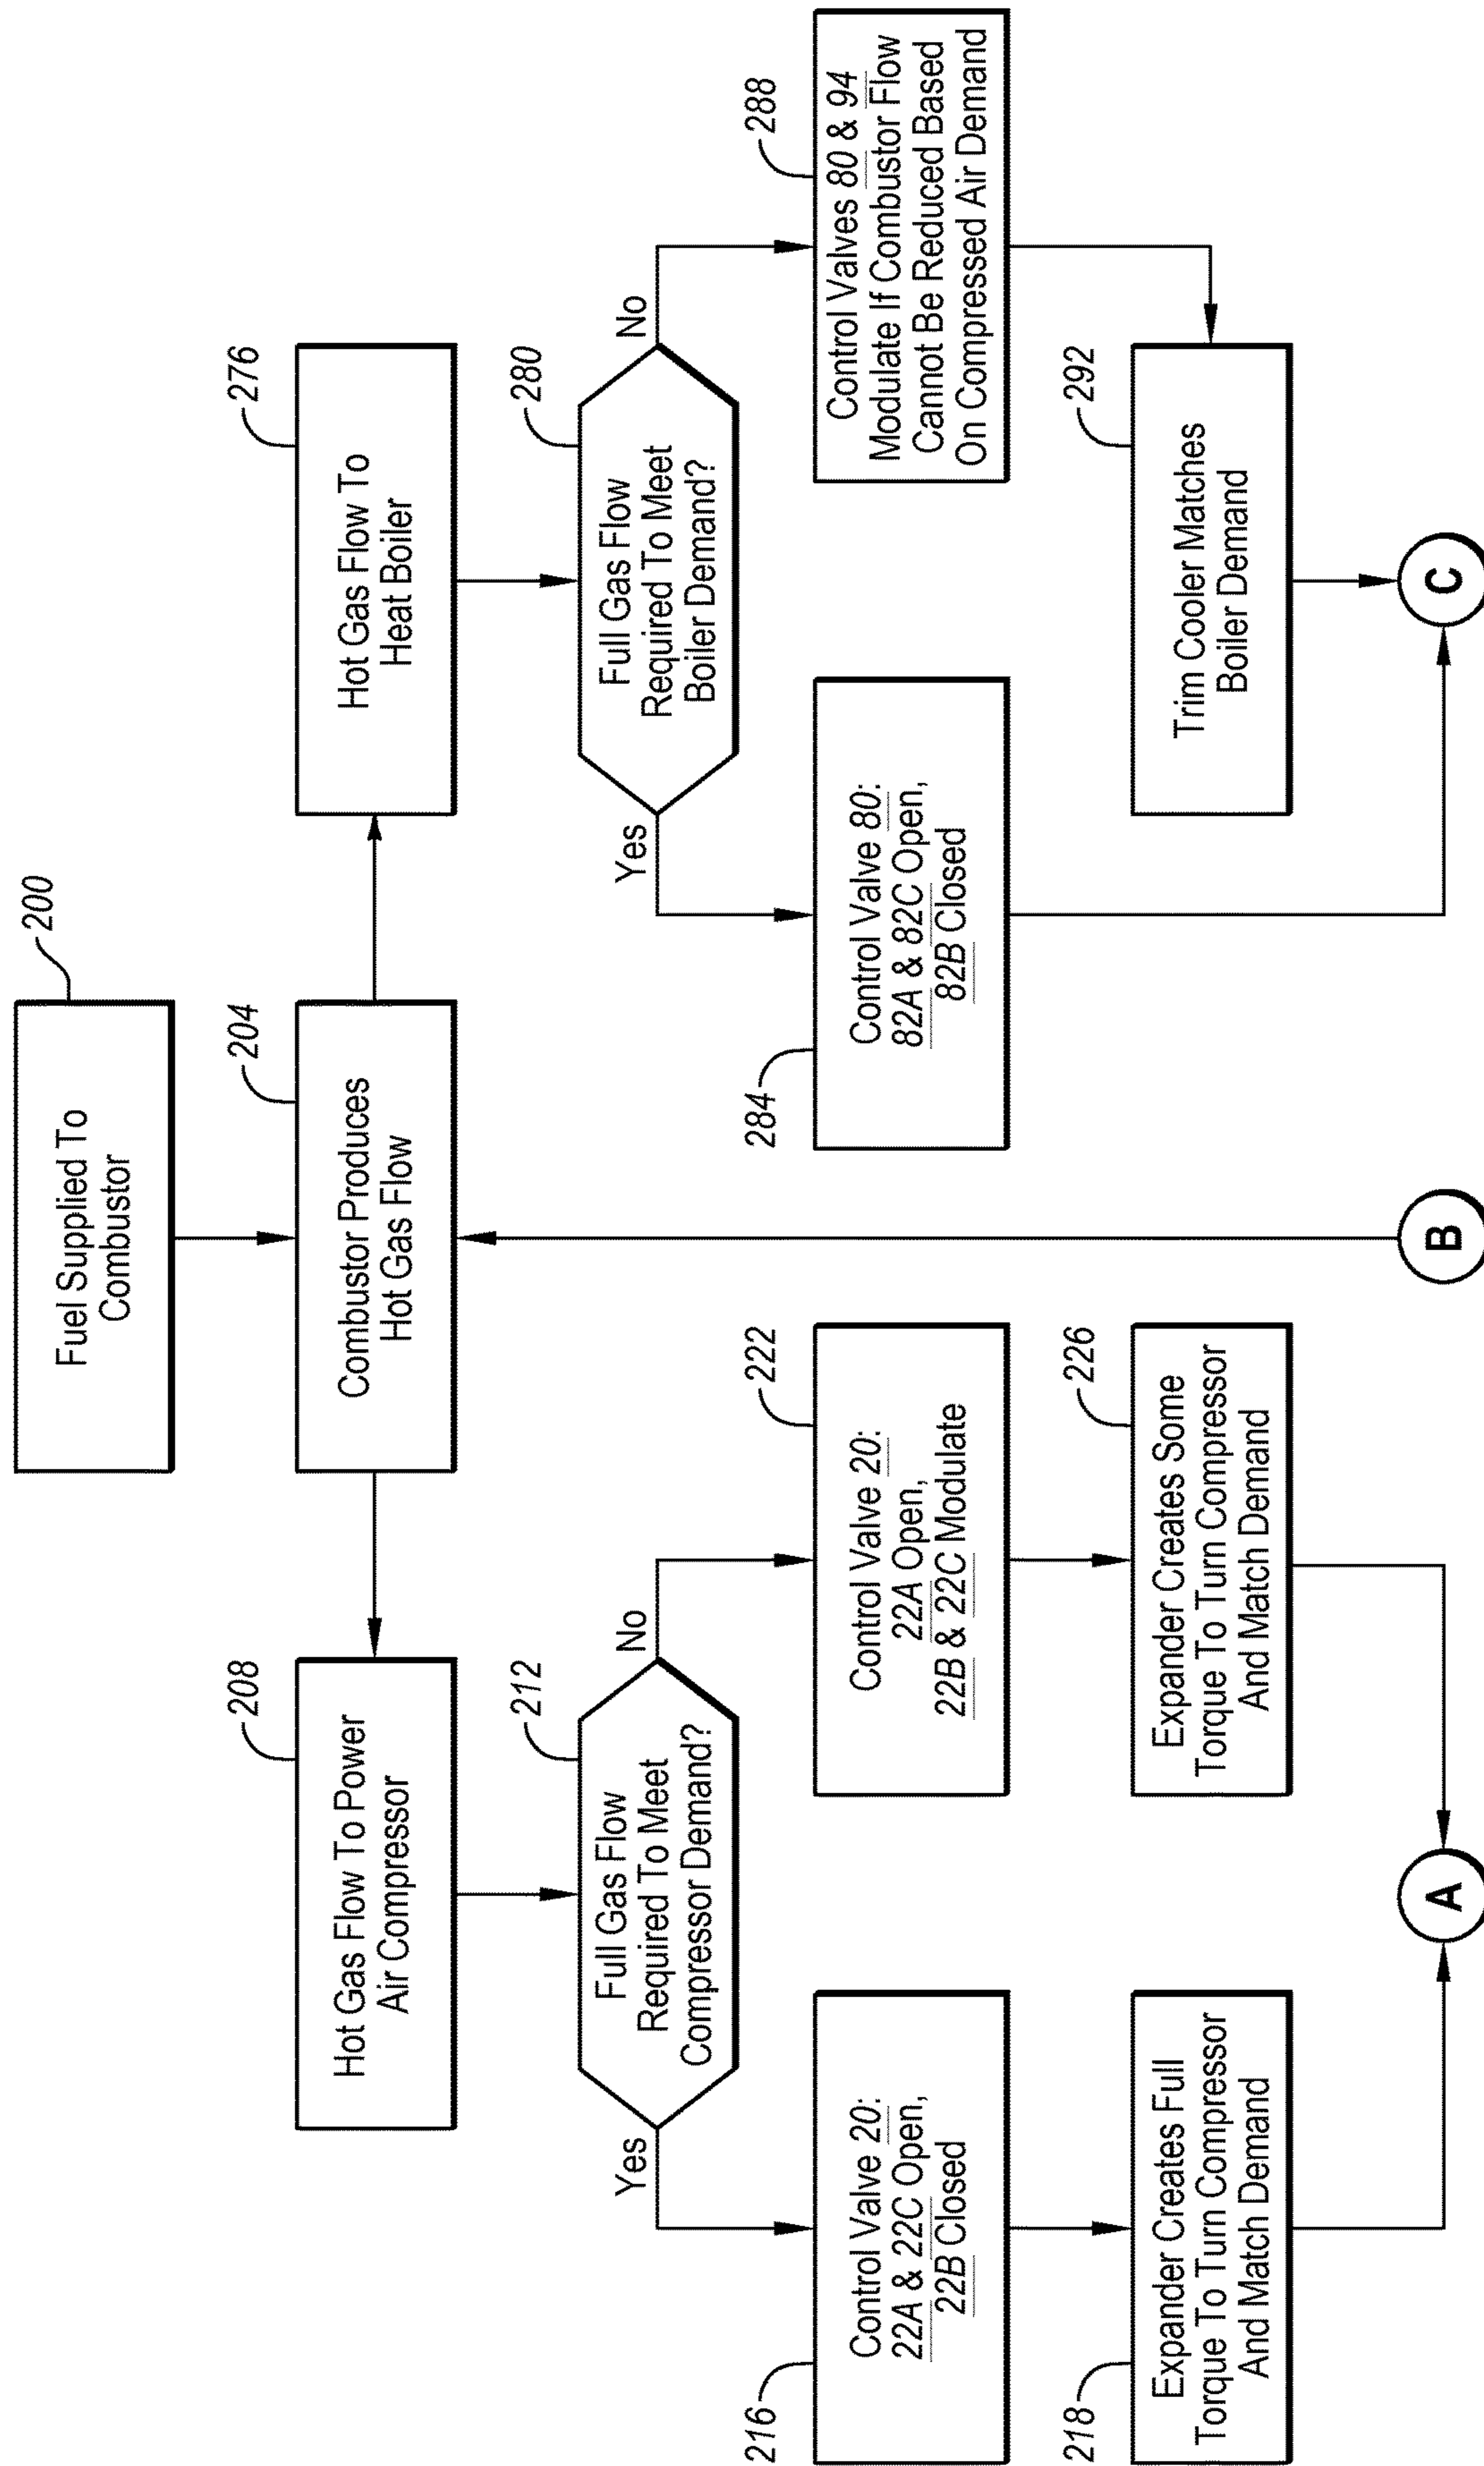 200
Fuel Supplied To
Combustor
204
Combustor Produces
Hot Gas Flow
208
Hot Gas Flow To Power
Air Compressor
276
Hot Gas Flow To
Heat Boiler
212
Full Gas Flow
Required To Meet
Compressor Demand?
Yes
No
280
Full Gas Flow
Required To Meet
Boiler Demand?
Yes
No
216
Control Valve 20:
22A & 22C Open,
22B Closed
222
Control Valve 20:
22A Open,
22B & 22C Modulate
284
Control Valve 80:
82A & 82C Open,
82B Closed
288
Control Valves 80 & 94
Modulate If Combustor Flow
Cannot Be Reduced Based
On Compressed Air Demand
218
Expander Creates Full
Torque To Turn Compressor
And Match Demand
226
Expander Creates Some
Torque To Turn Compressor
And Match Demand
292
Trim Cooler Matches
Boiler Demand
A
B
C